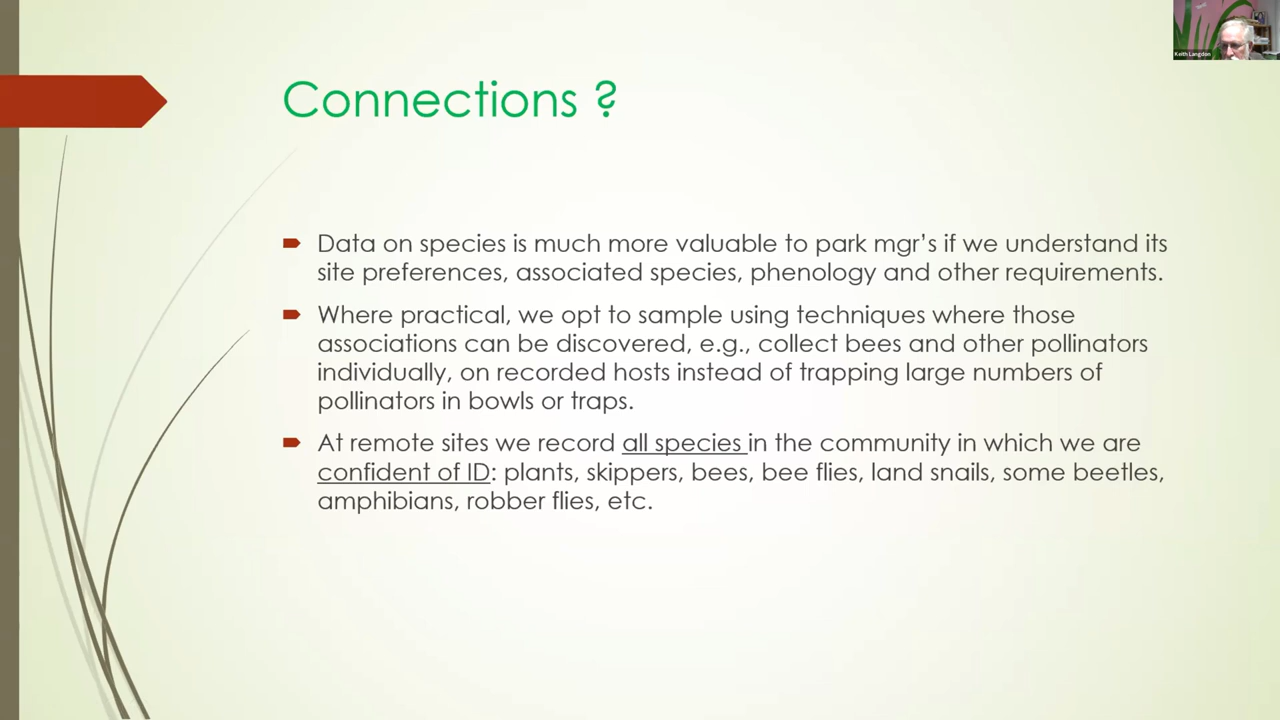 Keith Langdon
Connections ?
Data on species is much more valuable to park mgr's if we understand its
site preferences, associated species, phenology and other requirements.
Where practical, we opt to sample using techniques where those
associations can be discovered, e.g., collect bees and other pollinators
individually, on recorded hosts instead of trapping large numbers of
pollinators in bowls or traps.
At remote sites we record all species in the community in which we are
confident of ID: plants, skippers, bees, bee flies, land snails, some beetles,
amphibians, robber flies, etc.